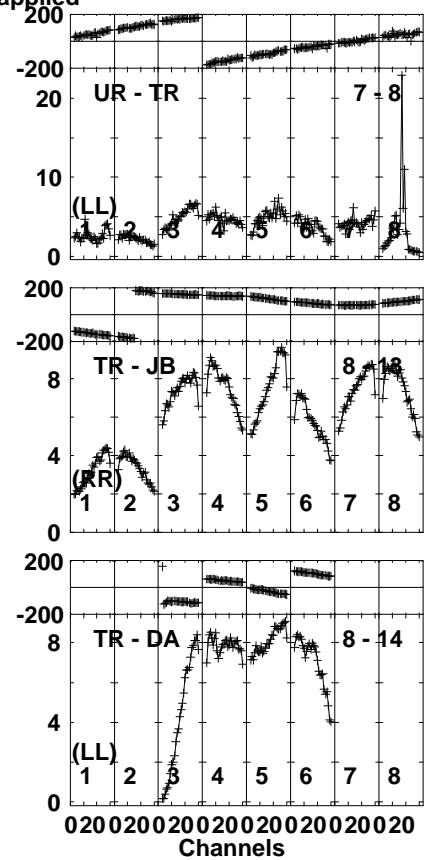 applied
200
-200
20
UR - TR 7 - 8
10
(LL)
1 2 3 4 5 6 7 8
0
200
-200
TR - JB 8 - 13
8
4
(RR)
1 2 3 4 5 6 7 8
0
200
-200
TR - DA 8 - 14
8
4
(LL)
1 2 3 4 5 6 7 8
0
020020020020020020020020
Channels